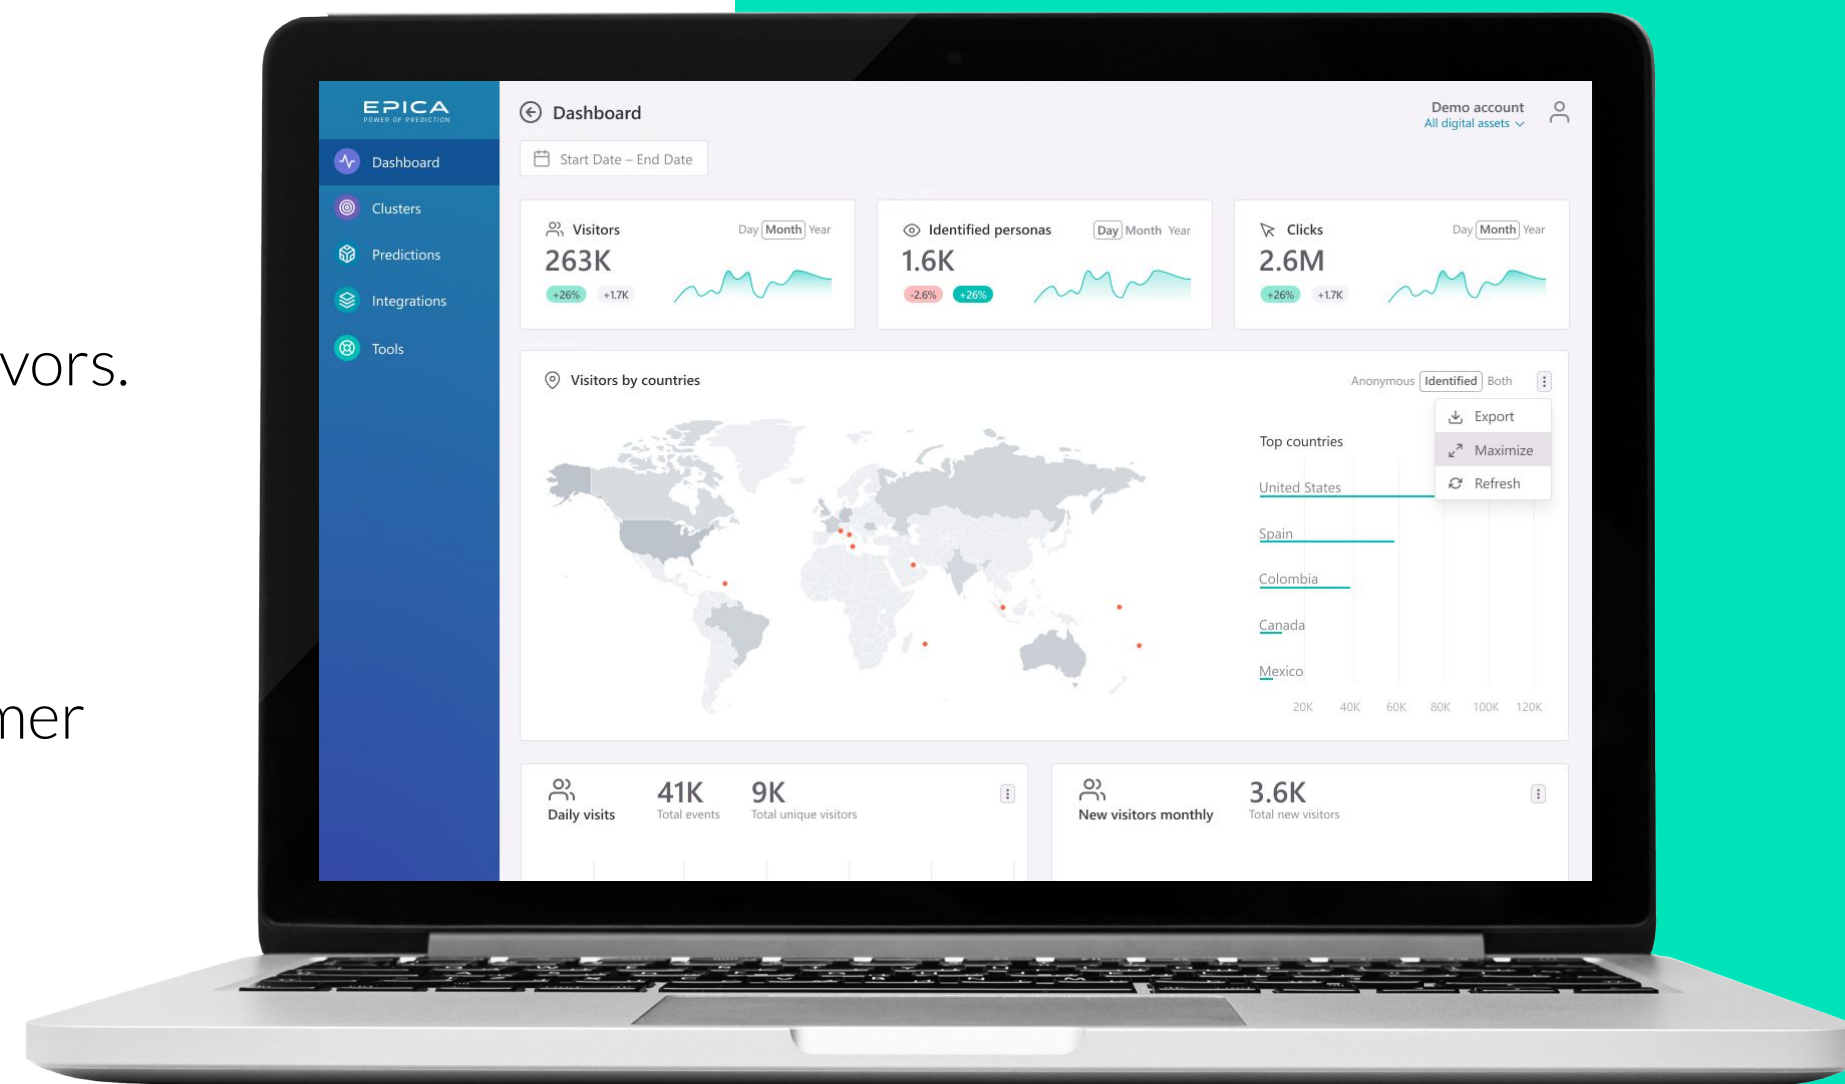 vors.
mer
EPICA
POWER OF PREDICTION
Dashboard
Clusters
Predictions
Integrations
Tools
Dashboard
Demo account
All digital assets
Start Date – End Date
Visitors
Day Month Year
263K
+26% +1.7K
Identified personas
Day Month Year
1.6K
-2.6% +26%
Clicks
Day Month Year
2.6M
+26% +1.7K
Visitors by countries
Anonymous Identified Both
Export
Maximize
Refresh
Top countries
United States
Spain
Colombia
Canada
Mexico
20K 40K 60K 80K 100K 120K
Daily visits
41K
Total events
9K
Total unique visitors
New visitors monthly
3.6K
Total new visitors